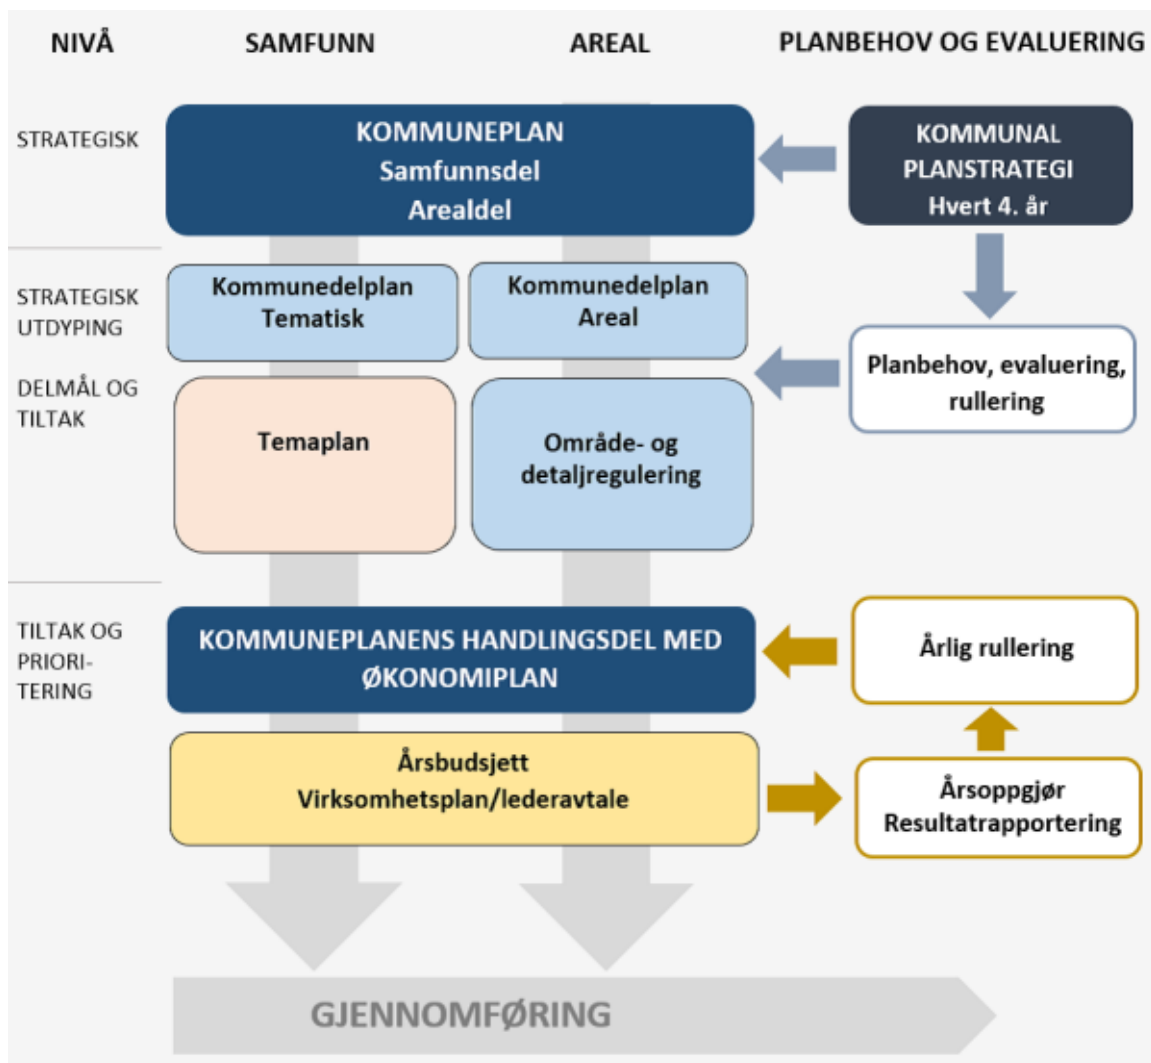 NIVÅ
SAMFUNN
AREAL
PLANBEHOV OG EVALUERING
STRATEGISK
KOMMUNEPLAN
Samfunnsdel
Arealdel
KOMMUNAL
PLANSTRATEGI
Hvert 4. år
STRATEGISK
UTDYPING
Kommunedelplan
Tematisk
Kommunedelplan
Areal
Planbehov, evaluering,
rullering
DELMÅL OG
TILTAK
Temaplan
Område- og
detaljregulering
TILTAK OG
PRIORI-
TERING
KOMMUNEPLANENS HANDLINGSDEL MED
ØKONOMIPLAN
Årlig rullering
Årsbudsjett
Virksomhetsplan/lederavtale
Årsoppgjør
Resultatrapportering
GJENNOMFØRING